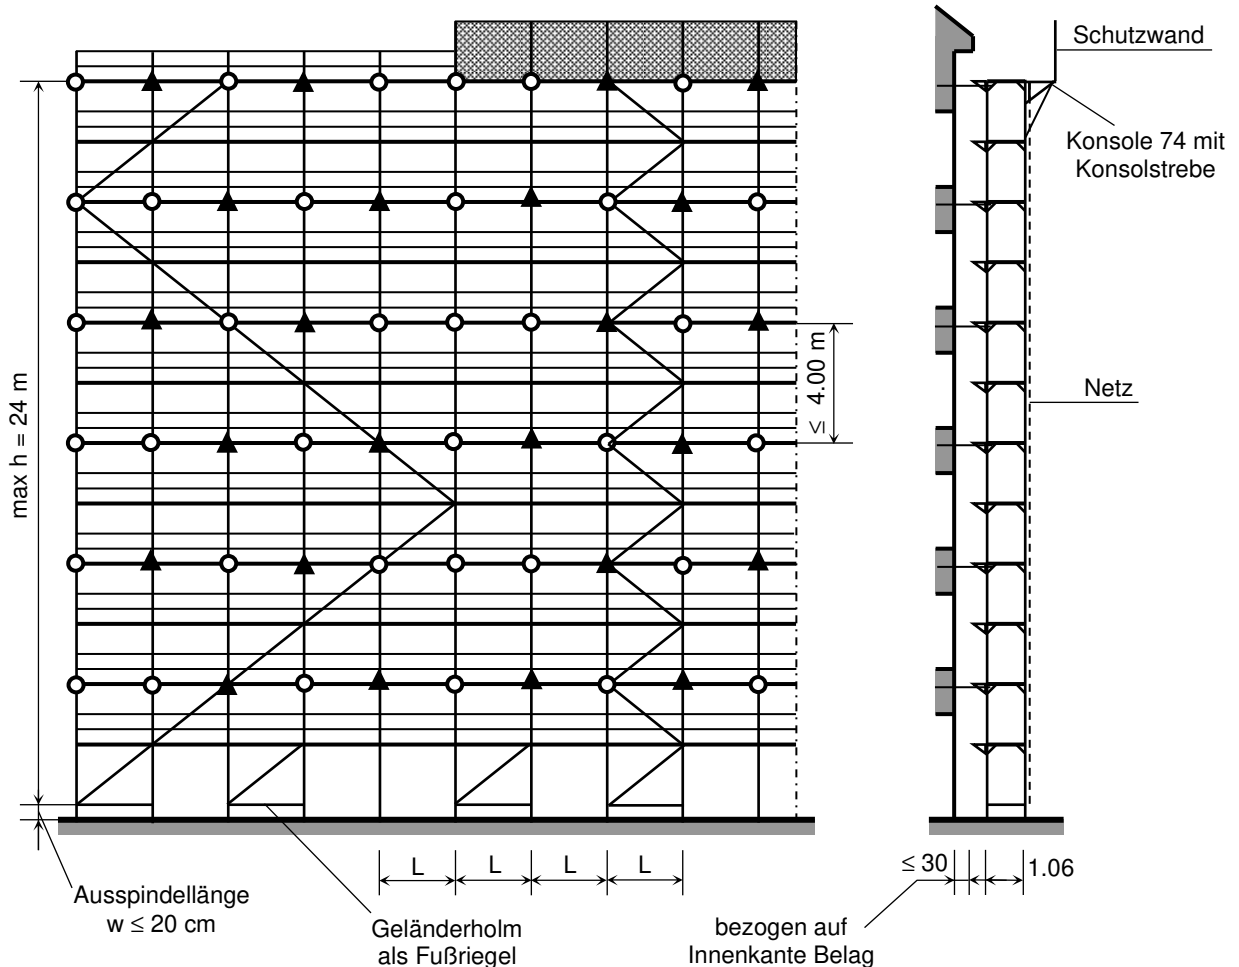 Schutzwand
Konsole 74 mit
Konsolstrebe
max h = 24 m
≤ 4.00 m
Netz
L
L
L
L
≤ 30
1.06
Ausspindellänge
w ≤ 20 cm
Geländerholm
als Fußriegel
bezogen auf
Innenkante Belag